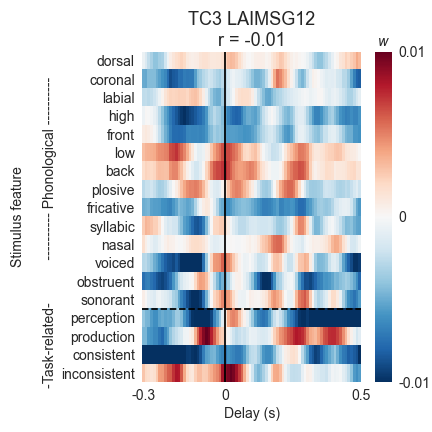 TC3 LAIMSG12
r = -0.01
w
0.01
0
-0.01
Stimulus feature
---------- Phonological ----------
-Task-related-
dorsal
coronal
labial
high
front
low
back
plosive
fricative
syllabic
nasal
voiced
obstruent
sonorant
perception
production
consistent
inconsistent
-0.3
0
0.5
Delay (s)